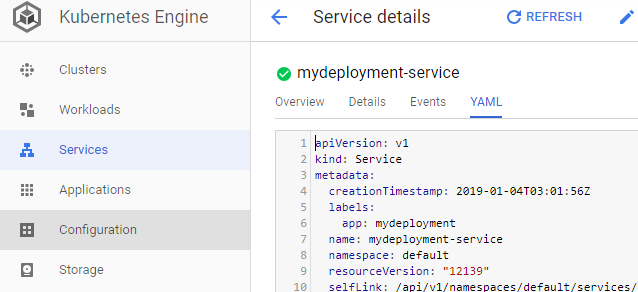 Kubernetes Engine
Clusters
Workloads
Services
Applications
Configuration
Storage
Service details
REFRESH
mydeployment-service
Overview Details Events YAML
1 apiVersion: v1
2 kind: Service
3 metadata:
4 creationTimestamp: 2019-01-04T03:01:56Z
5 labels:
6 app: mydeployment
7 name: mydeployment-service
8 namespace: default
9 resourceVersion: "12139"
10 selfLink: /api/v1/namespaces/default/services/